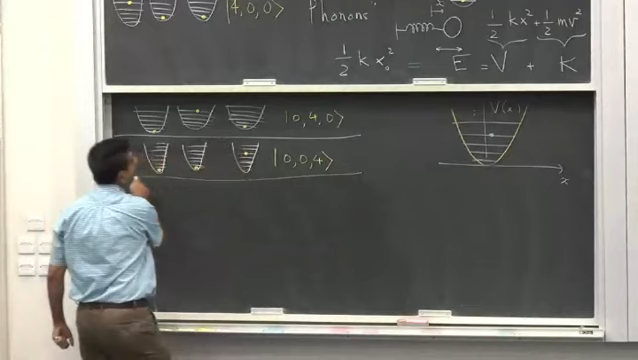 |4,0,0⟩
Phonons
x
1/2 kx² + 1/2 mv²
1/2 k x₀² = E = V + K
|0,4,0⟩
|0,0,4⟩
V(x)
x